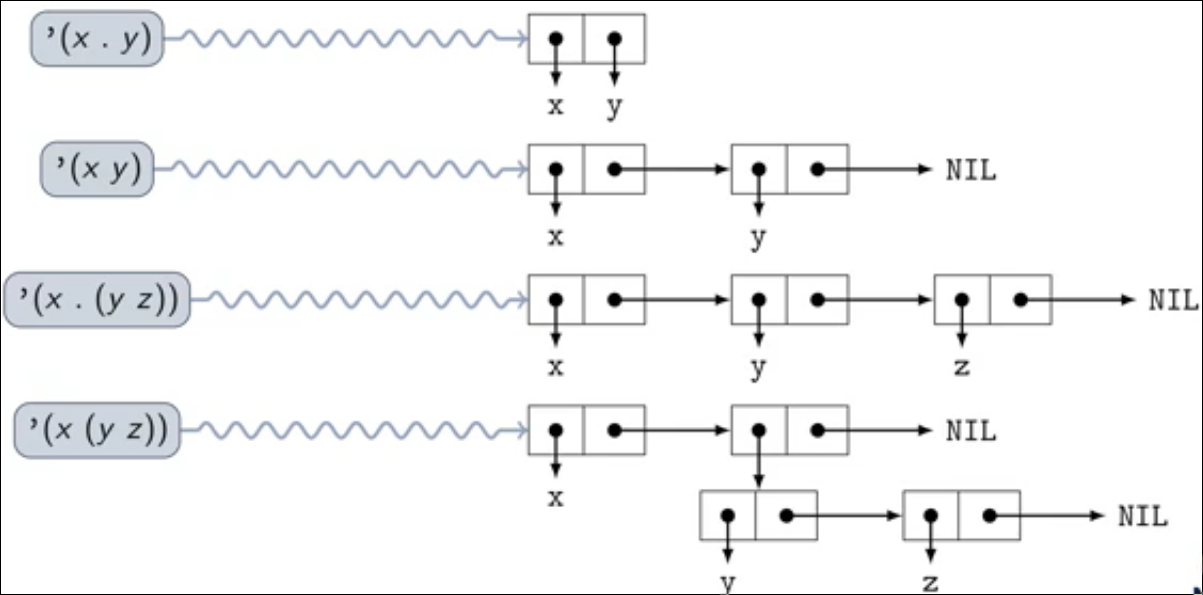 ’(x . y)
x y
’(x y)
NIL
x y
’(x . (y z))
NIL
x y z
’(x (y z))
NIL
x
NIL
y z